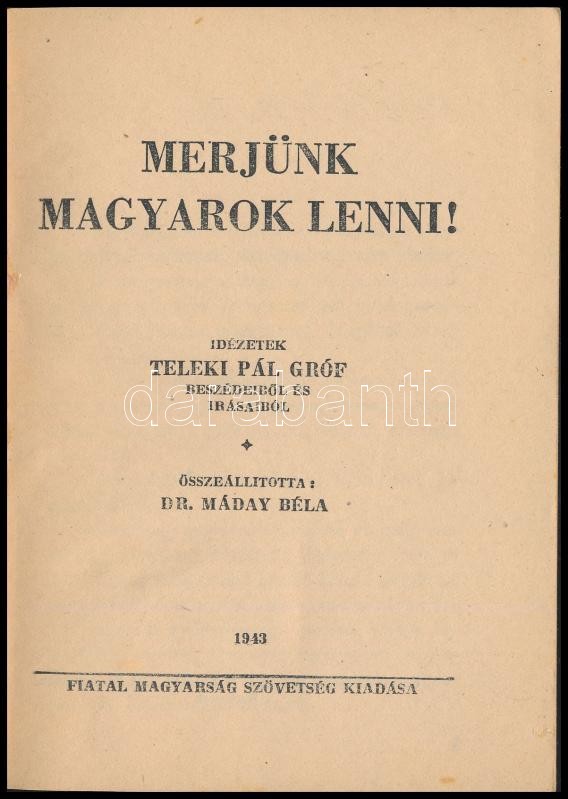 MERJÜNK
MAGYAROK LENNI!
IDÉZETEK
TELEKI PÁL GRÓF
BESZÉDEIBŐL ÉS
IRÁSAIBÓL
darabanth
ÖSSZEÁLLITOTTA:
DR. MÁDAY BÉLA
1943
FIATAL MAGYARSÁG SZÖVETSÉG KIADÁSA